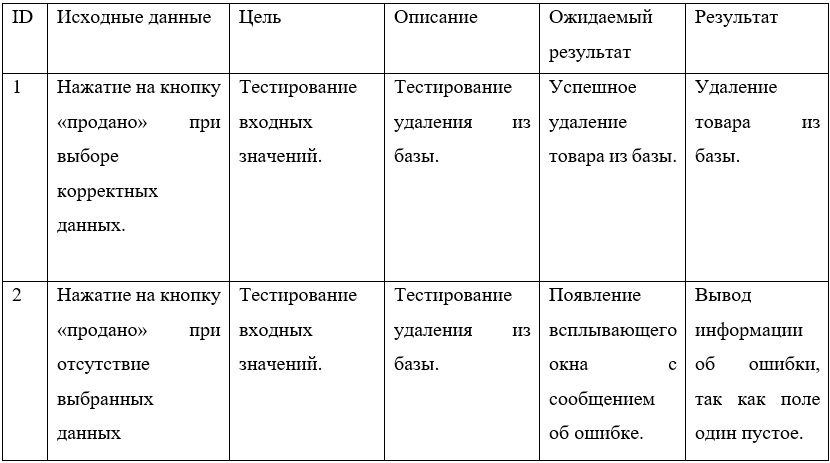 ID Исходные данные Цель Описание Ожидаемый результат Результат
1 Нажатие на кнопку «продано» при выборе корректных данных. Тестирование входных значений. Тестирование удаления из базы. Успешное удаление товара из базы. Удаление товара из базы.
2 Нажатие на кнопку «продано» при отсутствие выбранных данных Тестирование входных значений. Тестирование удаления из базы. Появление всплывающего окна с сообщением об ошибке. Вывод информации об ошибки, так как поле один пустое.